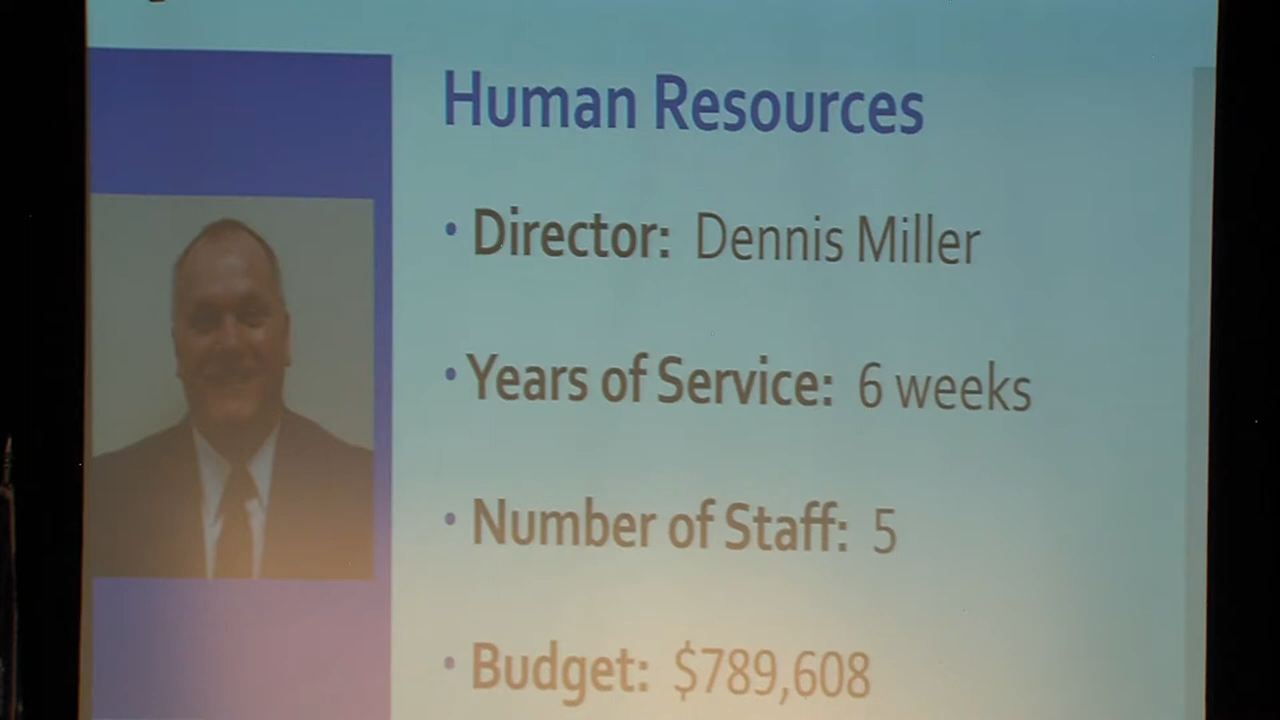 Human Resources
• Director: Dennis Miller
• Years of Service: 6 weeks
• Number of Staff: 5
• Budget: $789,608